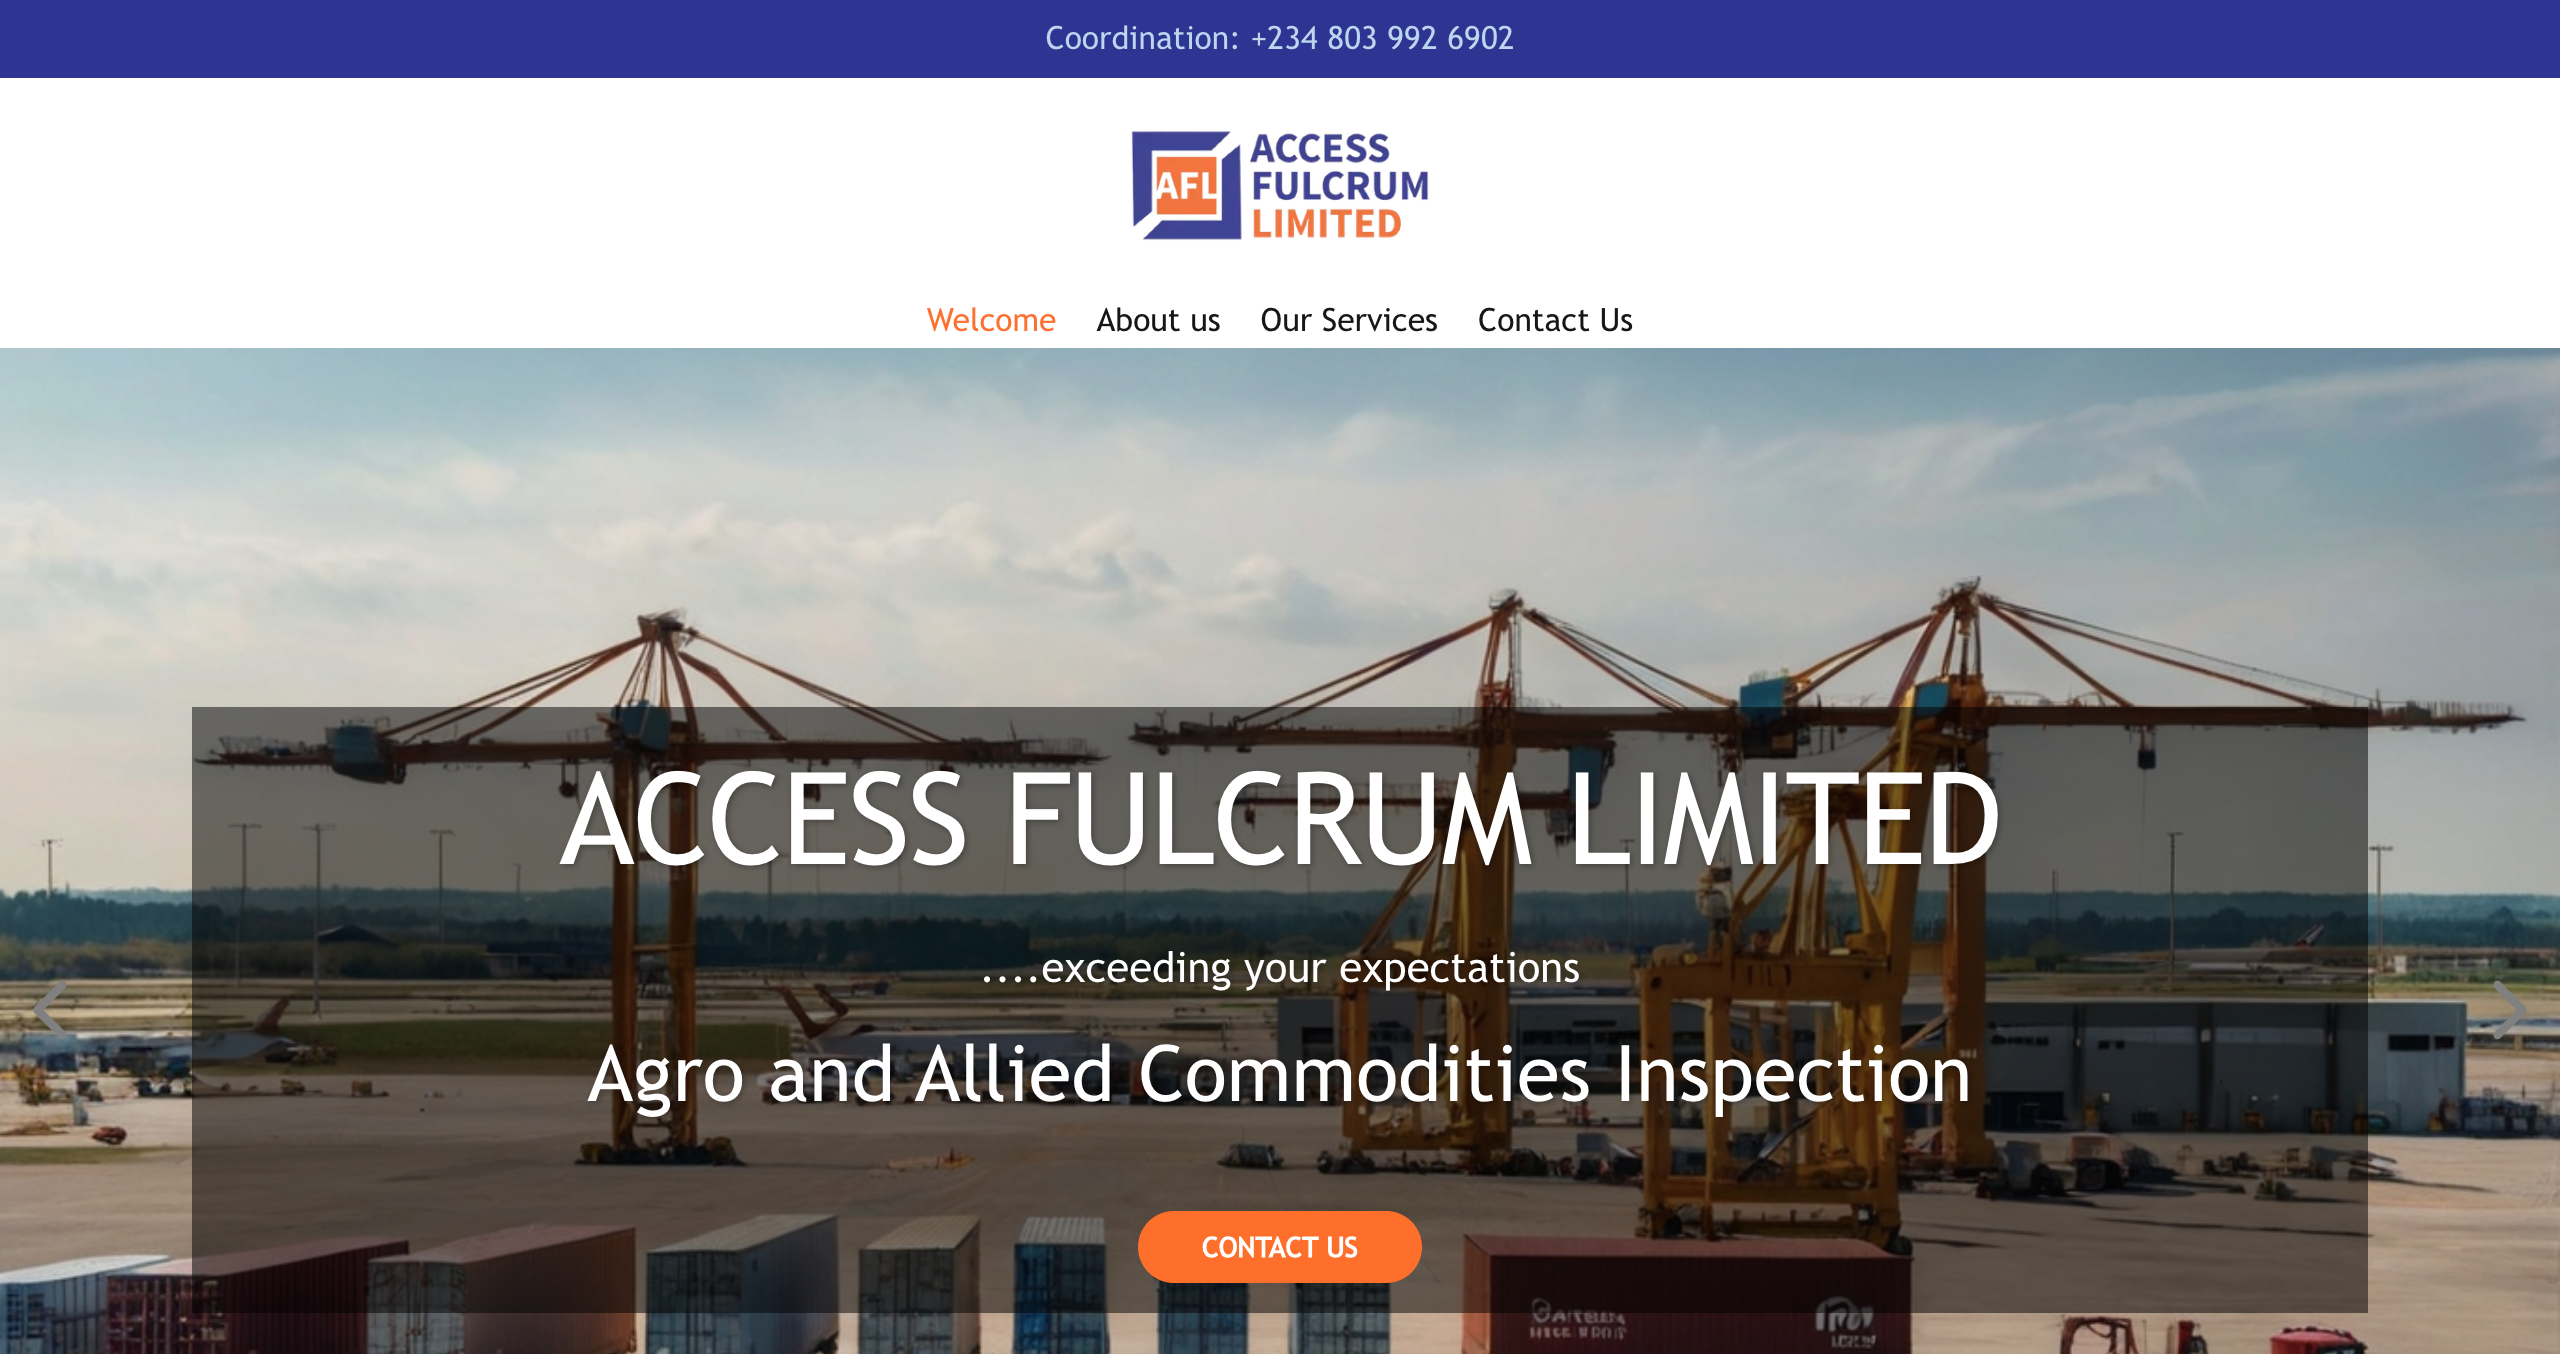 Coordination: +234 803 992 6902
AFL
ACCESS
FULCRUM
LIMITED
Welcome About us Our Services Contact Us
ACCESS FULCRUM LIMITED
....exceeding your expectations
Agro and Allied Commodities Inspection
CONTACT US